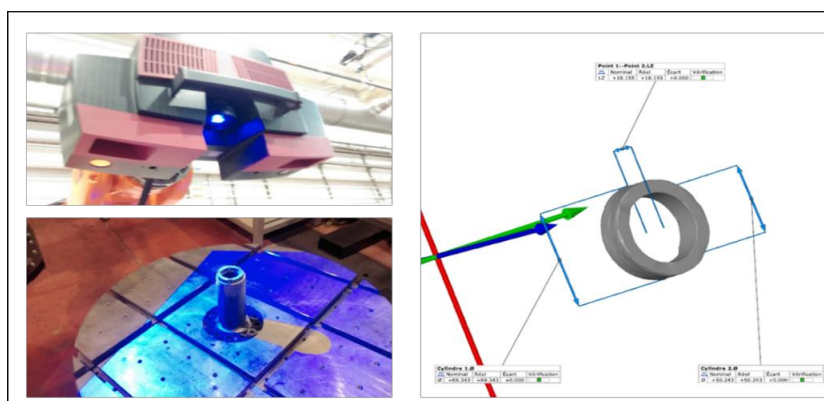 Point 1--Point 2.LZ
Nominal Réel Écart Vérification
LZ +16.155 +16.155 +0.000
Cylindre 1.Ø
Nominal Réel Écart Vérification
Ø +69.343 +69.343 +0.000
Cylindre 2.Ø
Nominal Réel Écart Vérification
Ø +50.243 +50.243 +0.000